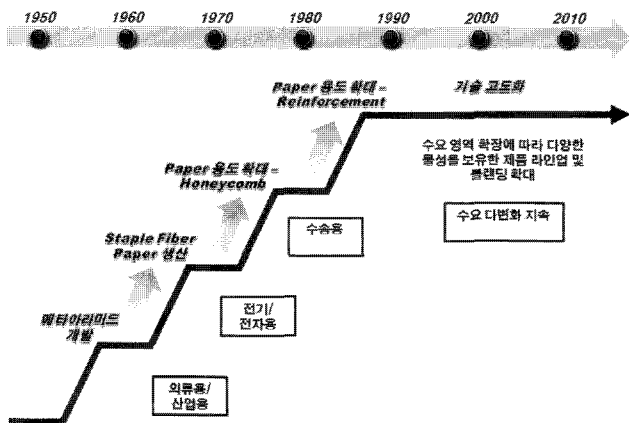 1950 1960 1970 1980 1990 2000 2010
Paper 용도 확대 –
Reinforcement
기술 고도화
수요 영역 확장에 따라 다양한
물성을 보유한 제품 라인업 및
블랜딩 확대
Paper 용도 확대 –
Honeycomb
수송용
수요 다변화 지속
Staple Fiber
Paper 생산
전기/
전자용
메타아라미드
개발
의류용/
산업용